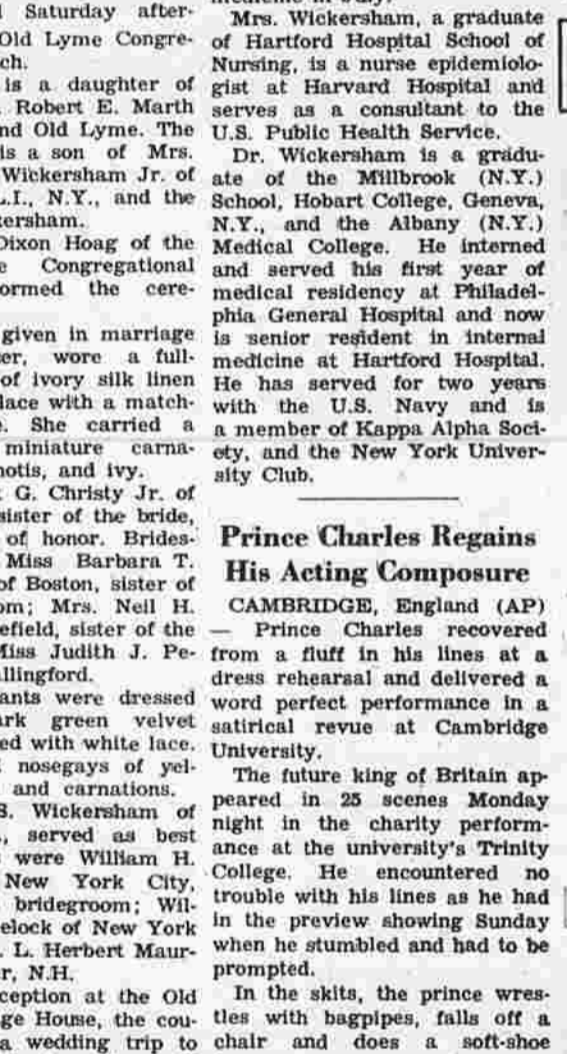 Saturday after-
Old Lyme Congre-
ch.
is a daughter of
Robert E. Marth
nd Old Lyme. The
is a son of Mrs.
Wickersham Jr. of
L.I., N.Y., and the
kersham.
Dixon Hoag of the
e Congregational
ormed the cere-
given in marriage
er, wore a full-
of ivory silk linen
lace with a match-
e. She carried a
miniature carna-
notis, and ivy.
G. Christy Jr. of
sister of the bride,
of honor. Brides-
Miss Barbara T.
of Boston, sister of
om; Mrs. Neil H.
efield, sister of the
Miss Judith J. Pe-
llingford.
ants were dressed
ark green velvet
ed with white lace.
nosegays of yel-
and carnations.
S. Wickersham of
., served as best
were William H.
New York City,
bridegroom; Wil-
elock of New York
. L. Herbert Maur-
r, N.H.
ception at the Old
ge House, the cou-
a wedding trip to
Mrs. Wickersham, a graduate
of Hartford Hospital School of
Nursing, is a nurse epidemiolo-
gist at Harvard Hospital and
serves as a consultant to the
U.S. Public Health Service.
Dr. Wickersham is a gradu-
ate of the Millbrook (N.Y.)
School, Hobart College, Geneva,
N.Y., and the Albany (N.Y.)
Medical College. He interned
and served his first year of
medical residency at Philadel-
phia General Hospital and now
is senior resident in internal
medicine at Hartford Hospital.
He has served for two years
with the U.S. Navy and is
a member of Kappa Alpha Soci-
ety, and the New York Univer-
sity Club.
Prince Charles Regains
His Acting Composure
CAMBRIDGE, England (AP)
— Prince Charles recovered
from a fluff in his lines at a
dress rehearsal and delivered a
word perfect performance in a
satirical revue at Cambridge
University.
The future king of Britain ap-
peared in 25 scenes Monday
night in the charity perform-
ance at the university's Trinity
College. He encountered no
trouble with his lines as he had
in the preview showing Sunday
when he stumbled and had to be
prompted.
In the skits, the prince wres-
tles with bagpipes, falls off a
chair and does a soft-shoe